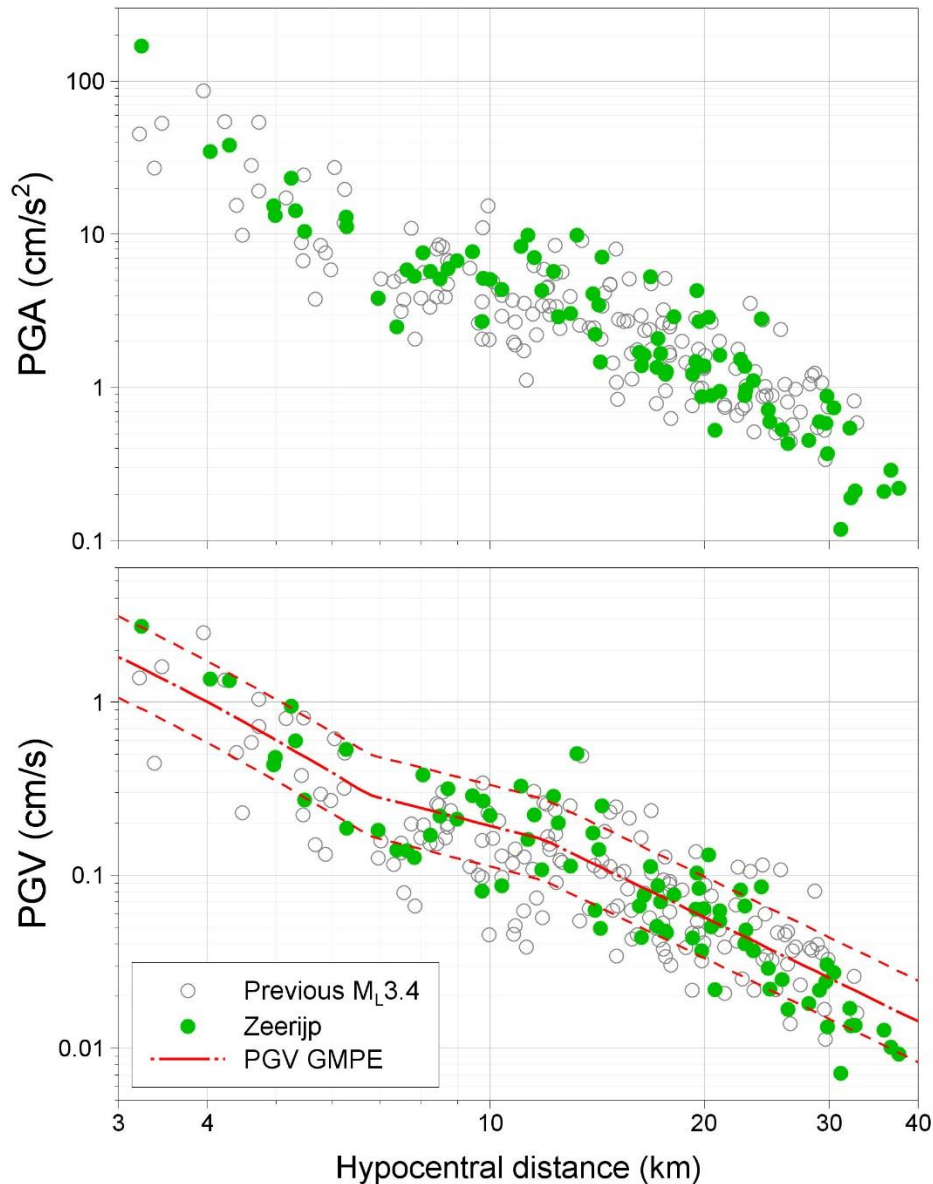 100
10
1
0.1
PGA (cm/s²)
1
0.1
0.01
PGV (cm/s)
Previous M_L3.4
Zeerijp
PGV GMPE
3 4 10 20 30 40
Hypocentral distance (km)